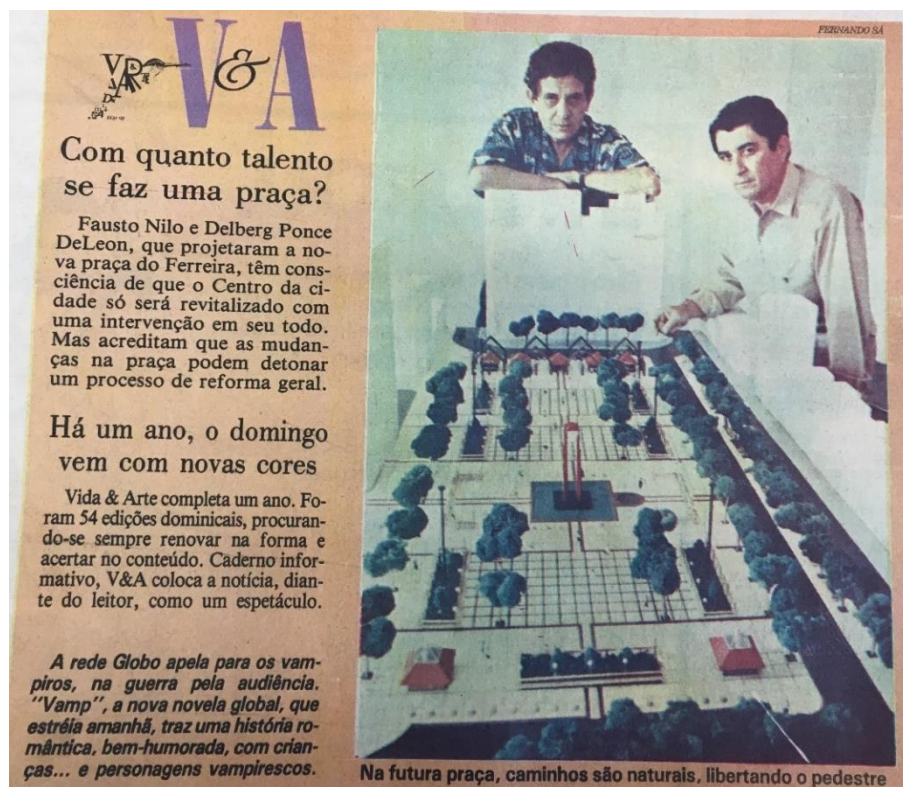 FERNANDO SÁ
V&A
Com quanto talento
se faz uma praça?
Fausto Nilo e Delberg Ponce
DeLeon, que projetaram a no-
va praça do Ferreira, têm cons-
ciência de que o Centro da ci-
dade só será revitalizado com
uma intervenção em seu todo.
Mas acreditam que as mudan-
ças na praça podem detonar
um processo de reforma geral.
Há um ano, o domingo
vem com novas cores
Vida & Arte completa um ano. Fo-
ram 54 edições dominicais, procuran-
do-se sempre renovar na forma e
acertar no conteúdo. Caderno infor-
mativo, V&A coloca a notícia, dian-
te do leitor, como um espetáculo.
A rede Globo apela para os vam-
piros, na guerra pela audiência.
"Vamp", a nova novela global, que
estréia amanhã, traz uma história ro-
mântica, bem-humorada, com crian-
ças... e personagens vampirescos.
Na futura praça, caminhos são naturais, libertando o pedestre